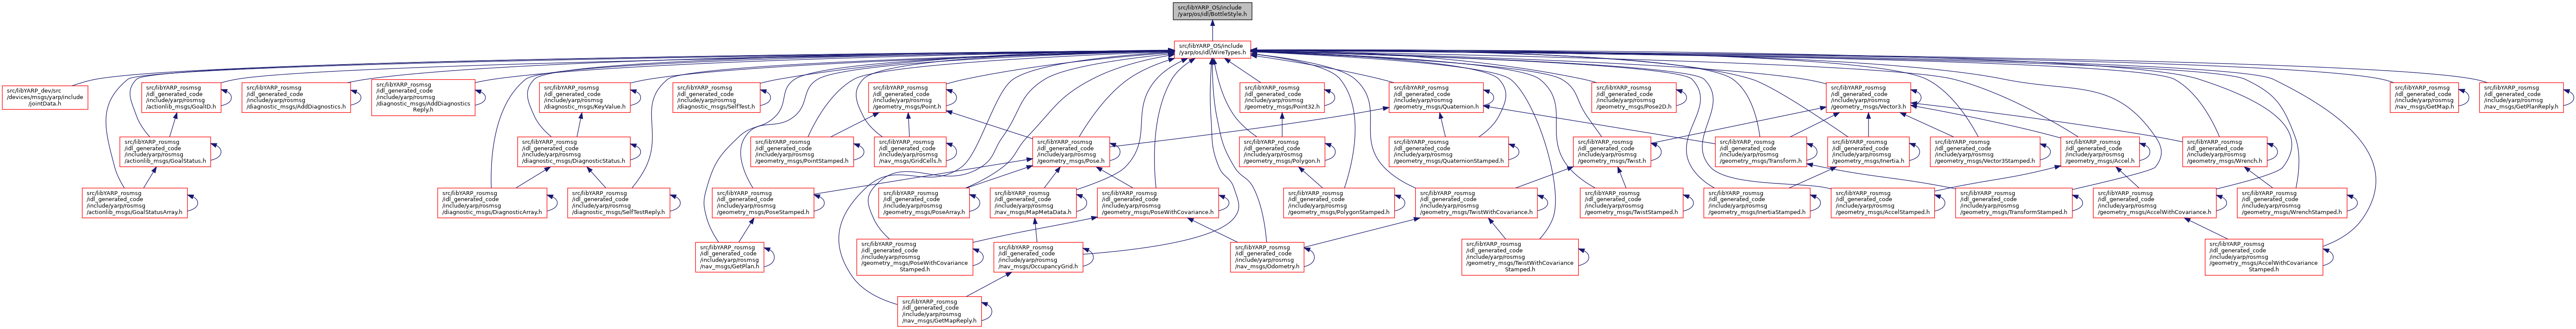 src/libYARP_OS/include
/yarp/os/idl/BottleStyle.h
src/libYARP_OS/include
/yarp/os/idl/WireTypes.h
src/libYARP_dev/src
/devices/msgs/yarp/include
/jointData.h
src/libYARP_rosmsg
/idl_generated_code
/include/yarp/rosmsg
/actionlib_msgs/GoalID.h
src/libYARP_rosmsg
/idl_generated_code
/include/yarp/rosmsg
/diagnostic_msgs/AddDiagnostics.h
src/libYARP_rosmsg
/idl_generated_code
/include/yarp/rosmsg
/diagnostic_msgs/AddDiagnostics
Reply.h
src/libYARP_rosmsg
/idl_generated_code
/include/yarp/rosmsg
/diagnostic_msgs/KeyValue.h
src/libYARP_rosmsg
/idl_generated_code
/include/yarp/rosmsg
/diagnostic_msgs/SelfTest.h
src/libYARP_rosmsg
/idl_generated_code
/include/yarp/rosmsg
/geometry_msgs/Point.h
src/libYARP_rosmsg
/idl_generated_code
/include/yarp/rosmsg
/geometry_msgs/Point32.h
src/libYARP_rosmsg
/idl_generated_code
/include/yarp/rosmsg
/geometry_msgs/Quaternion.h
src/libYARP_rosmsg
/idl_generated_code
/include/yarp/rosmsg
/geometry_msgs/Pose2D.h
src/libYARP_rosmsg
/idl_generated_code
/include/yarp/rosmsg
/geometry_msgs/Vector3.h
src/libYARP_rosmsg
/idl_generated_code
/include/yarp/rosmsg
/nav_msgs/GetMap.h
src/libYARP_rosmsg
/idl_generated_code
/include/yarp/rosmsg
/nav_msgs/GetPlanReply.h
src/libYARP_rosmsg
/idl_generated_code
/include/yarp/rosmsg
/actionlib_msgs/GoalStatus.h
src/libYARP_rosmsg
/idl_generated_code
/include/yarp/rosmsg
/diagnostic_msgs/DiagnosticStatus.h
src/libYARP_rosmsg
/idl_generated_code
/include/yarp/rosmsg
/geometry_msgs/PointStamped.h
src/libYARP_rosmsg
/idl_generated_code
/include/yarp/rosmsg
/nav_msgs/GridCells.h
src/libYARP_rosmsg
/idl_generated_code
/include/yarp/rosmsg
/geometry_msgs/Pose.h
src/libYARP_rosmsg
/idl_generated_code
/include/yarp/rosmsg
/geometry_msgs/Polygon.h
src/libYARP_rosmsg
/idl_generated_code
/include/yarp/rosmsg
/geometry_msgs/QuaternionStamped.h
src/libYARP_rosmsg
/idl_generated_code
/include/yarp/rosmsg
/geometry_msgs/Twist.h
src/libYARP_rosmsg
/idl_generated_code
/include/yarp/rosmsg
/geometry_msgs/Transform.h
src/libYARP_rosmsg
/idl_generated_code
/include/yarp/rosmsg
/geometry_msgs/Inertia.h
src/libYARP_rosmsg
/idl_generated_code
/include/yarp/rosmsg
/geometry_msgs/Vector3Stamped.h
src/libYARP_rosmsg
/idl_generated_code
/include/yarp/rosmsg
/geometry_msgs/Accel.h
src/libYARP_rosmsg
/idl_generated_code
/include/yarp/rosmsg
/geometry_msgs/Wrench.h
src/libYARP_rosmsg
/idl_generated_code
/include/yarp/rosmsg
/actionlib_msgs/GoalStatusArray.h
src/libYARP_rosmsg
/idl_generated_code
/include/yarp/rosmsg
/diagnostic_msgs/DiagnosticArray.h
src/libYARP_rosmsg
/idl_generated_code
/include/yarp/rosmsg
/diagnostic_msgs/SelfTestReply.h
src/libYARP_rosmsg
/idl_generated_code
/include/yarp/rosmsg
/geometry_msgs/PoseStamped.h
src/libYARP_rosmsg
/idl_generated_code
/include/yarp/rosmsg
/geometry_msgs/PoseArray.h
src/libYARP_rosmsg
/idl_generated_code
/include/yarp/rosmsg
/nav_msgs/MapMetaData.h
src/libYARP_rosmsg
/idl_generated_code
/include/yarp/rosmsg
/geometry_msgs/PoseWithCovariance.h
src/libYARP_rosmsg
/idl_generated_code
/include/yarp/rosmsg
/geometry_msgs/PolygonStamped.h
src/libYARP_rosmsg
/idl_generated_code
/include/yarp/rosmsg
/geometry_msgs/TwistWithCovariance.h
src/libYARP_rosmsg
/idl_generated_code
/include/yarp/rosmsg
/geometry_msgs/TwistStamped.h
src/libYARP_rosmsg
/idl_generated_code
/include/yarp/rosmsg
/geometry_msgs/InertiaStamped.h
src/libYARP_rosmsg
/idl_generated_code
/include/yarp/rosmsg
/geometry_msgs/AccelStamped.h
src/libYARP_rosmsg
/idl_generated_code
/include/yarp/rosmsg
/geometry_msgs/TransformStamped.h
src/libYARP_rosmsg
/idl_generated_code
/include/yarp/rosmsg
/geometry_msgs/AccelWithCovariance.h
src/libYARP_rosmsg
/idl_generated_code
/include/yarp/rosmsg
/geometry_msgs/WrenchStamped.h
src/libYARP_rosmsg
/idl_generated_code
/include/yarp/rosmsg
/nav_msgs/GetPlan.h
src/libYARP_rosmsg
/idl_generated_code
/include/yarp/rosmsg
/geometry_msgs/PoseWithCovariance
Stamped.h
src/libYARP_rosmsg
/idl_generated_code
/include/yarp/rosmsg
/nav_msgs/OccupancyGrid.h
src/libYARP_rosmsg
/idl_generated_code
/include/yarp/rosmsg
/nav_msgs/Odometry.h
src/libYARP_rosmsg
/idl_generated_code
/include/yarp/rosmsg
/geometry_msgs/TwistWithCovariance
Stamped.h
src/libYARP_rosmsg
/idl_generated_code
/include/yarp/rosmsg
/geometry_msgs/AccelWithCovariance
Stamped.h
src/libYARP_rosmsg
/idl_generated_code
/include/yarp/rosmsg
/nav_msgs/GetMapReply.h